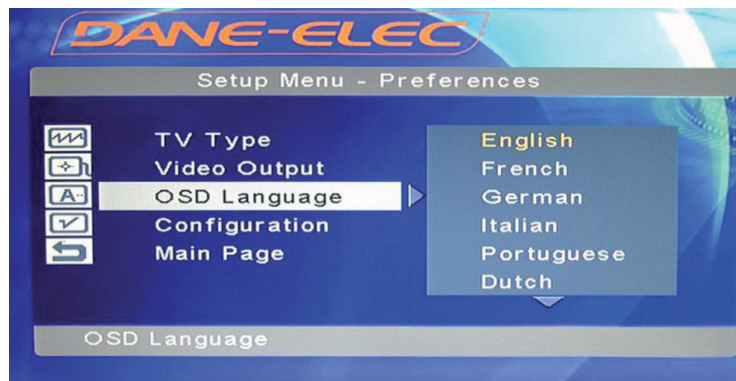 DANE-ELEC
Setup Menu - Preferences
TV Type
Video Output
OSD Language
Configuration
Main Page
English
French
German
Italian
Portuguese
Dutch
OSD Language